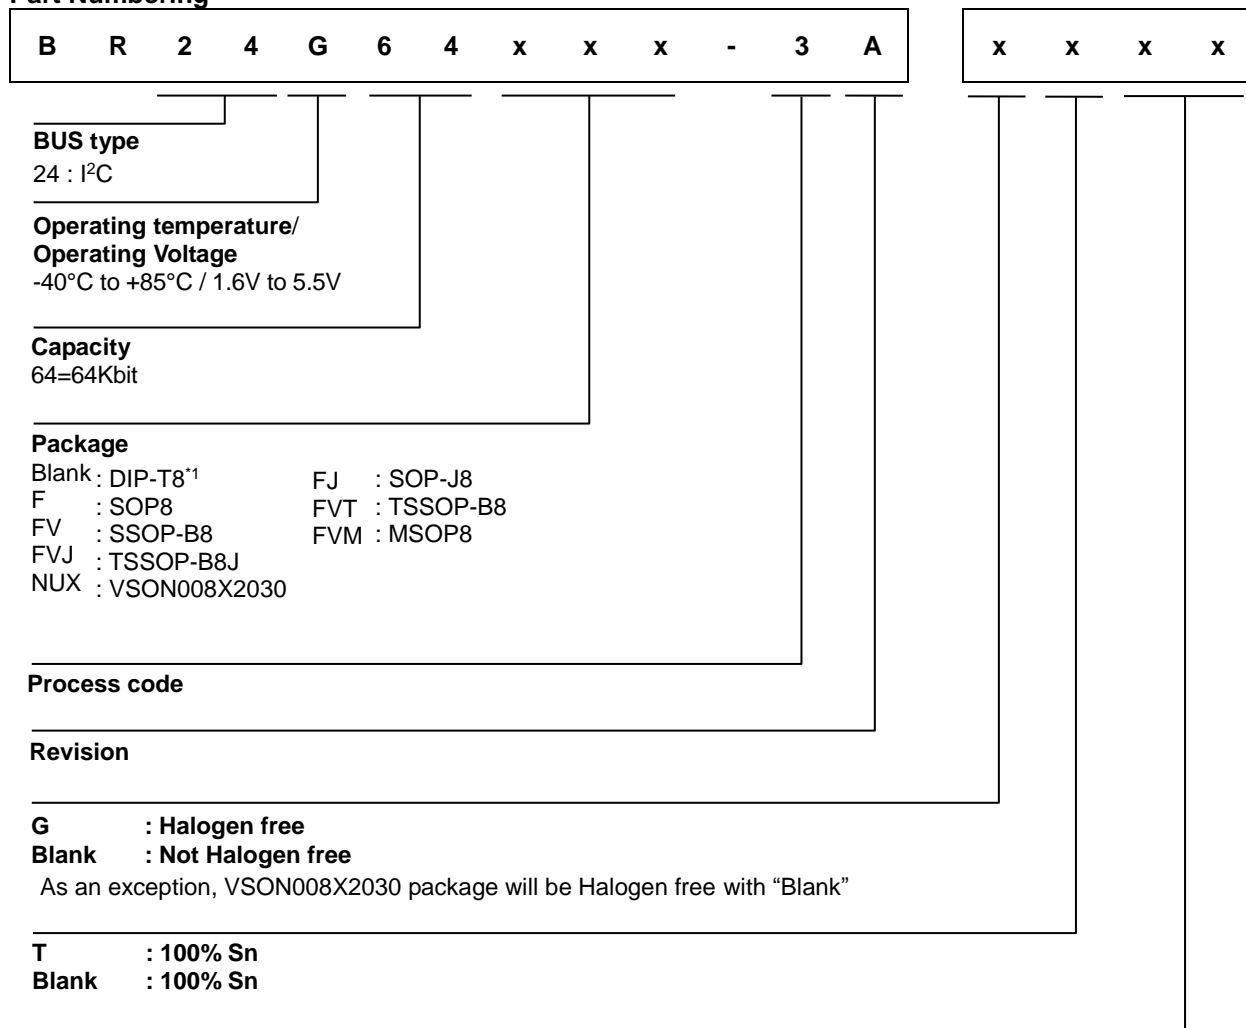 Part Numbering
B R 2 4 G 6 4 x x x - 3 A x x x x
BUS type
24 : I²C
Operating temperature/
Operating Voltage
-40°C to +85°C / 1.6V to 5.5V
Capacity
64=64Kbit
Package
Blank : DIP-T8*1
F : SOP8
FV : SSOP-B8
FVJ : TSSOP-B8J
NUX : VSON008X2030
FJ : SOP-J8
FVT : TSSOP-B8
FVM : MSOP8
Process code
Revision
G : Halogen free
Blank : Not Halogen free
As an exception, VSON008X2030 package will be Halogen free with “Blank”
T : 100% Sn
Blank : 100% Sn